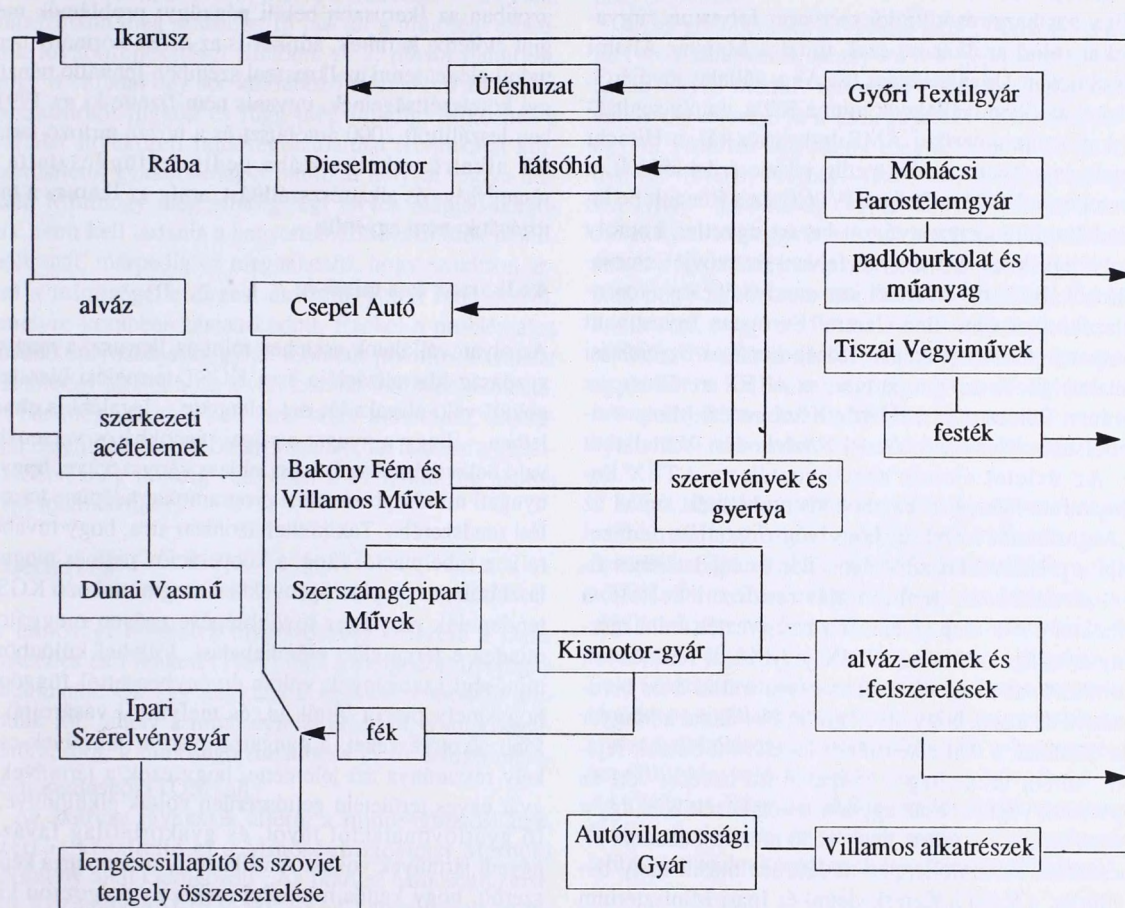 Ikarusz
Üléshuzat
Győri Textilgyár
Rába
Dieselmotor
hátsóhíd
Mohácsi
Farostelemgyár
padlóburkolat és
műanyag
alváz
Csepel Autó
Tiszai Vegyiművek
szerkezeti
acélelemek
festék
Bakony Fém és
Villamos Művek
szerelvények és
gyertya
Dunai Vasmű
Szerszámgépipari
Művek
Kismotor-gyár
alváz-elemek és
-felszerelések
Ipari
Szerelvénygyár
fék
Autóvillamossági
Gyár
Villamos alkatrészek
lengéscsillapító és szovjet
tengely összeszerelése